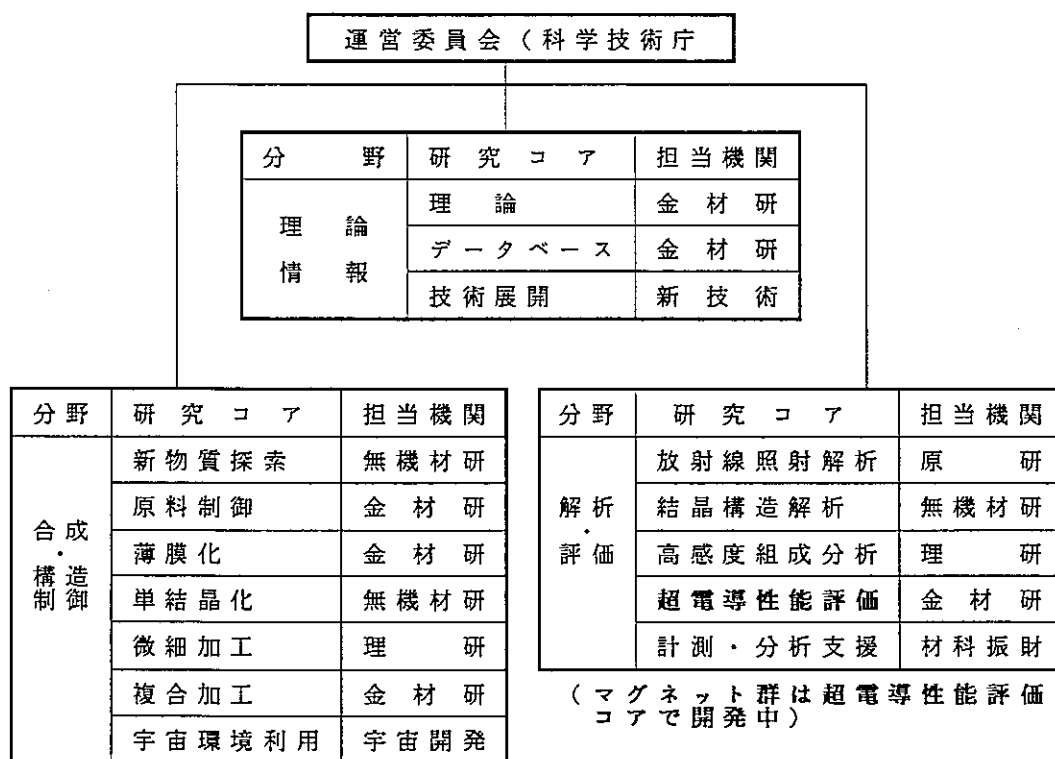 運営委員会(科学技術庁
分野 研究コア 担当機関
理論 情報
理論 金材研
データベース 金材研
技術展開 新技術
分野 研究コア 担当機関
合成・構造制御
新物質探索 無機材研
原料制御 金材研
薄膜化 金材研
単結晶化 無機材研
微細加工 理研
複合加工 金材研
宇宙環境利用 宇宙開発
分野 研究コア 担当機関
解析・評価
放射線照射解析 原研
結晶構造解析 無機材研
高感度組成分析 理研
超電導性能評価 金材研
計測・分析支援 材科振財
(マグネット群は超電導性能評価
コアで開発中)